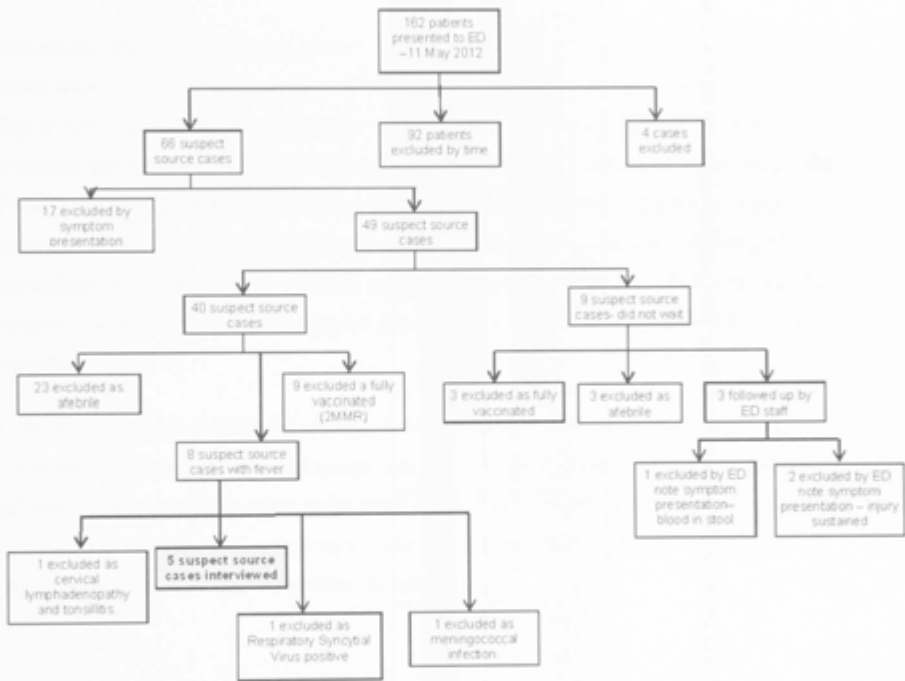 162 patients
presented to ED
–11 May 2012
66 suspect
source cases
92 patients
excluded by time
4 cases
excluded
17 excluded by
symptom
presentation
49 suspect source
cases
40 suspect source
cases
9 suspect source
cases- did not wait
23 excluded as
afebrile
9 excluded a fully
vaccinated
(2MMR)
3 excluded as fully
vaccinated
3 excluded as
afebrile
3 followed up by
ED staff
8 suspect source
cases with fever
1 excluded by ED
note symptom
presentation–
blood in stool
2 excluded by ED
note symptom
presentation – injury
sustained
1 excluded as
cervical
lymphadenopathy
and tonsillitis
5 suspect source
cases interviewed
1 excluded as
Respiratory Syncytial
Virus positive
1 excluded as
meningococcal
infection.